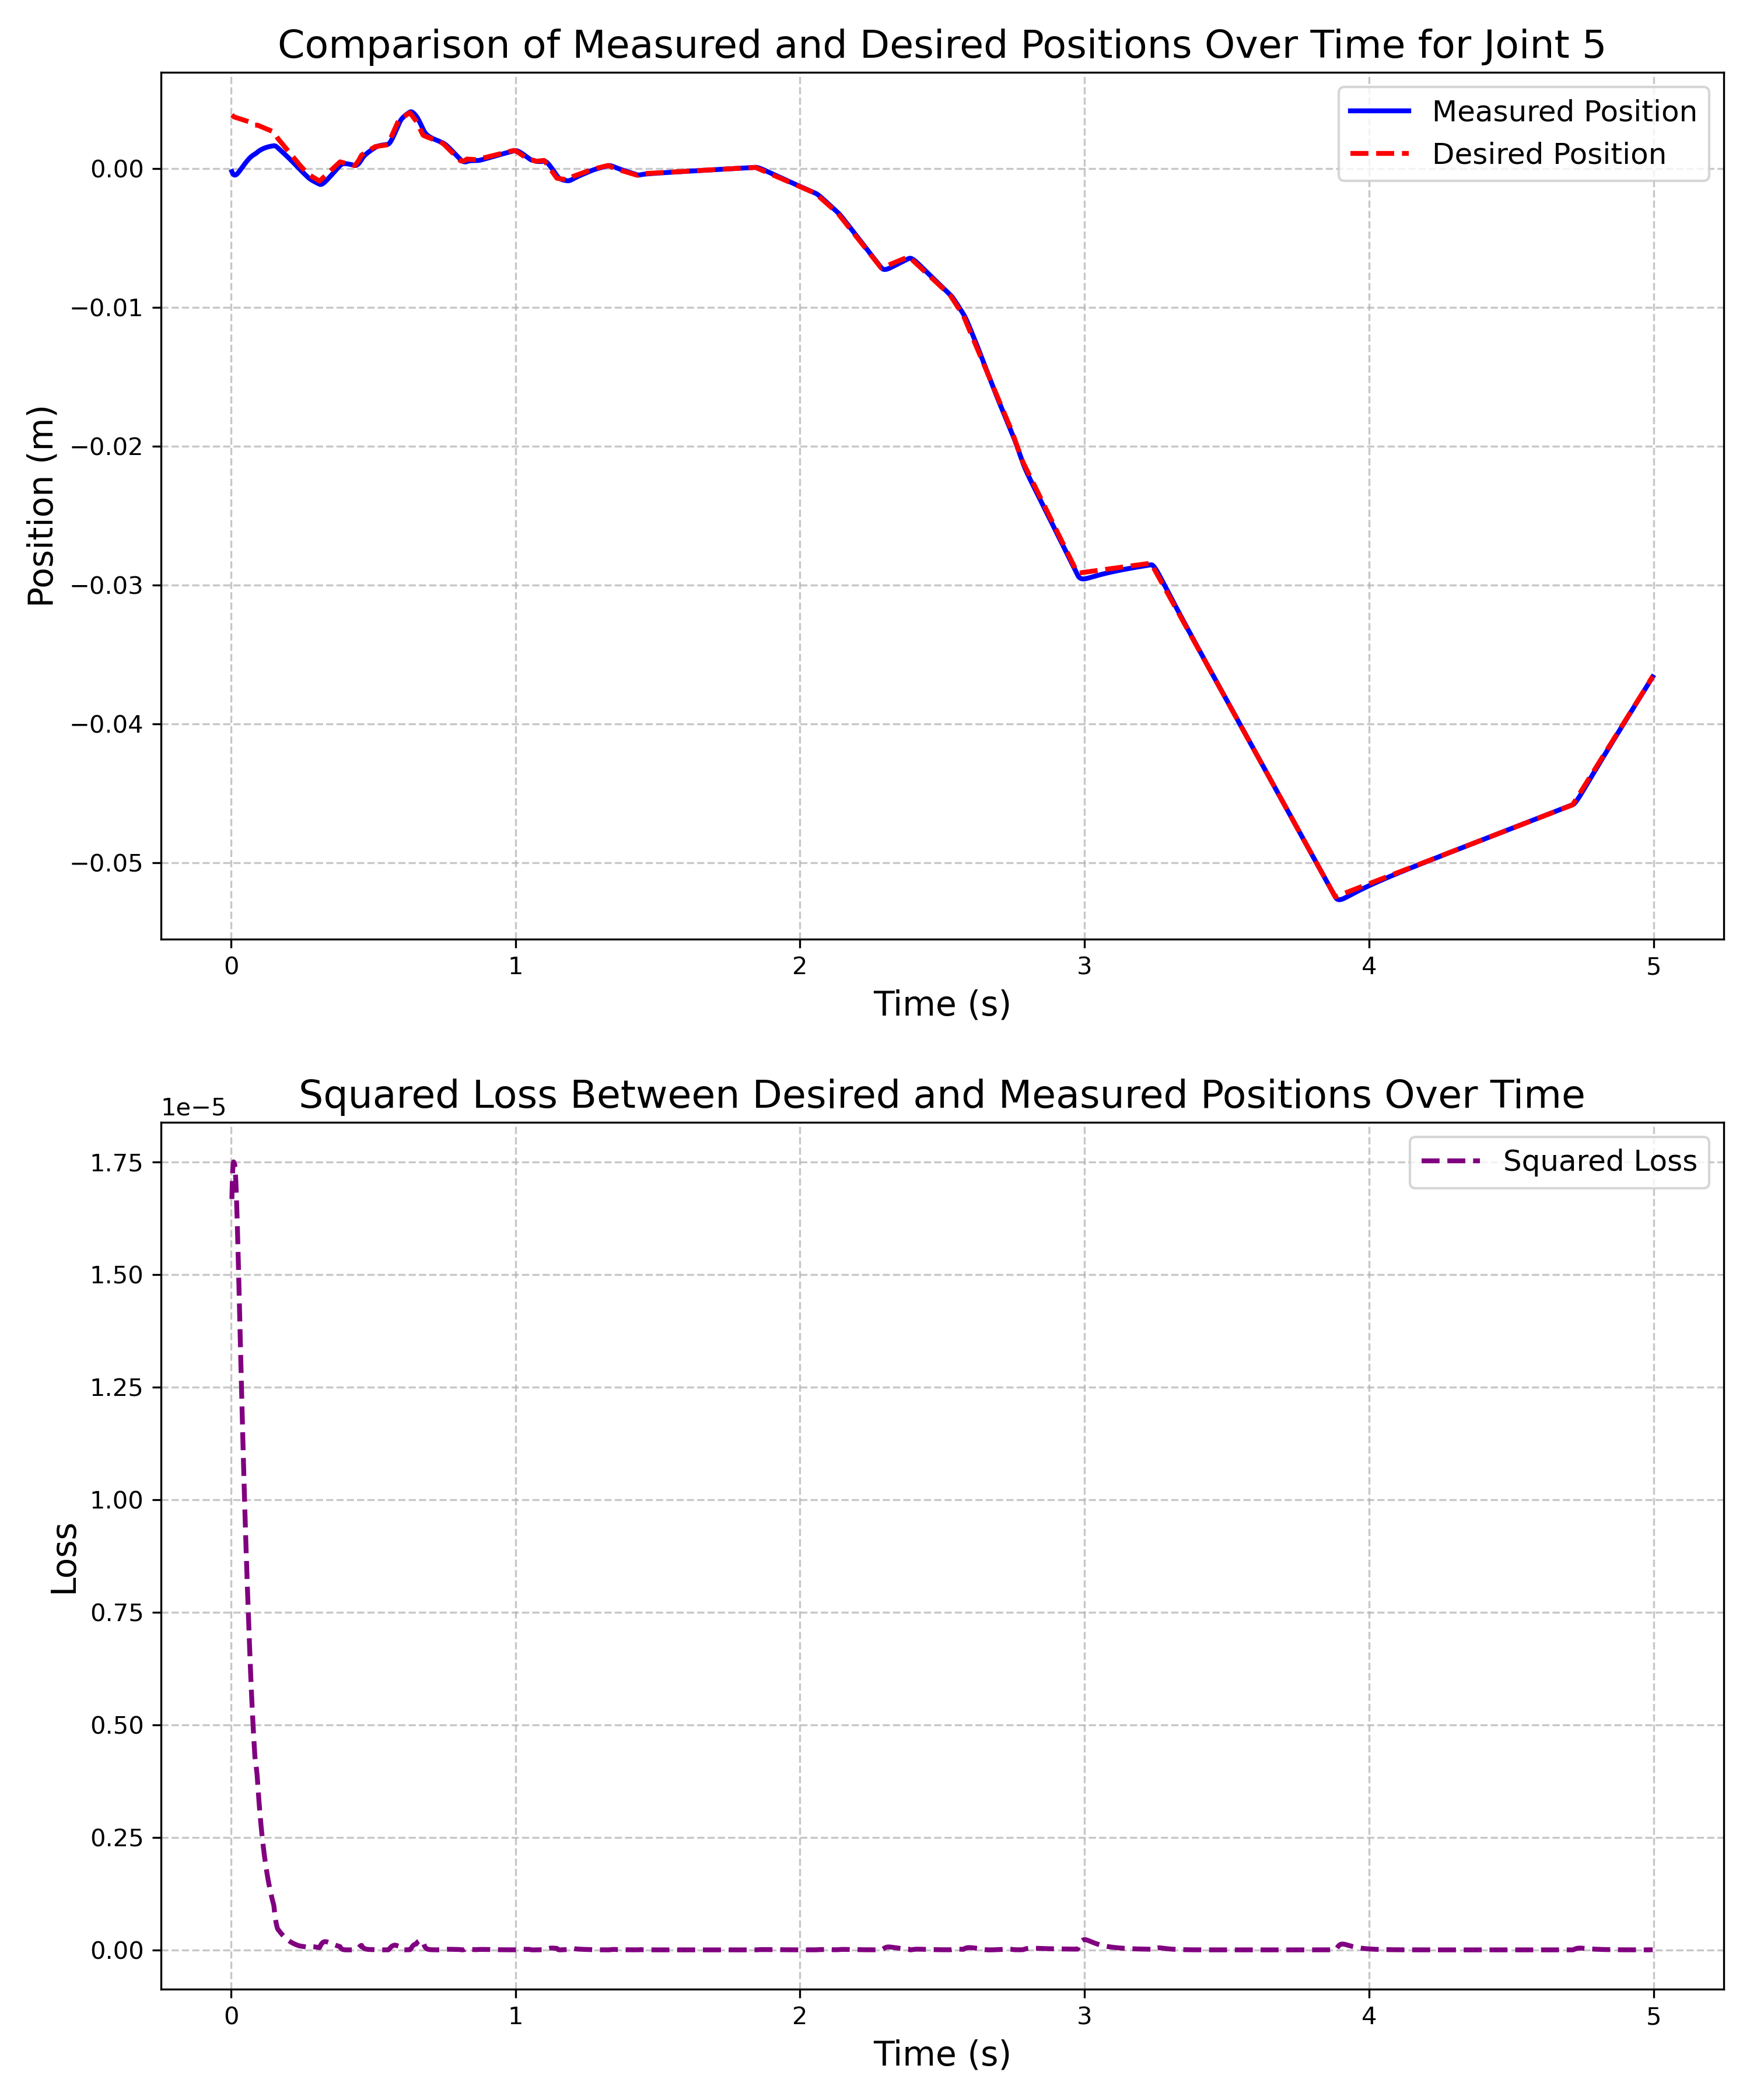 Comparison of Measured and Desired Positions Over Time for Joint 5
Measured Position
Desired Position
0.00
−0.01
−0.02
−0.03
−0.04
−0.05
Position (m)
0 1 2 3 4 5
Time (s)
Squared Loss Between Desired and Measured Positions Over Time
1e−5
Squared Loss
1.75
1.50
1.25
1.00
0.75
0.50
0.25
0.00
Loss
0 1 2 3 4 5
Time (s)